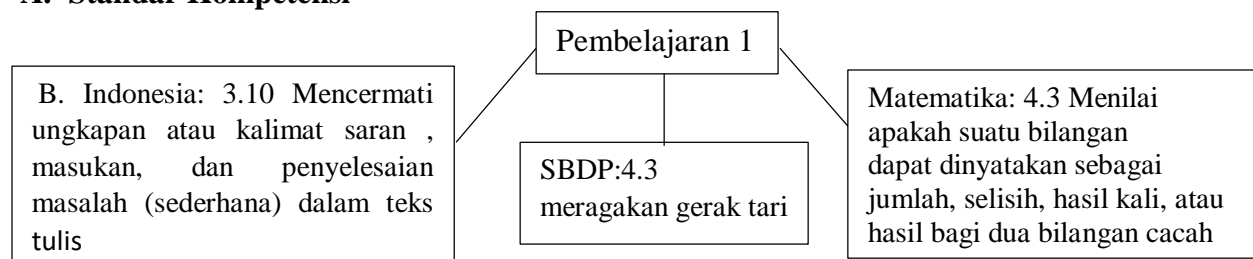 A. Standar Kompetensi
Pembelajaran 1
B. Indonesia: 3.10 Mencermati
ungkapan atau kalimat saran ,
masukan, dan penyelesaian
masalah (sederhana) dalam teks
tulis
SBDP:4.3
meragakan gerak tari
Matematika: 4.3 Menilai
apakah suatu bilangan
dapat dinyatakan sebagai
jumlah, selisih, hasil kali, atau
hasil bagi dua bilangan cacah